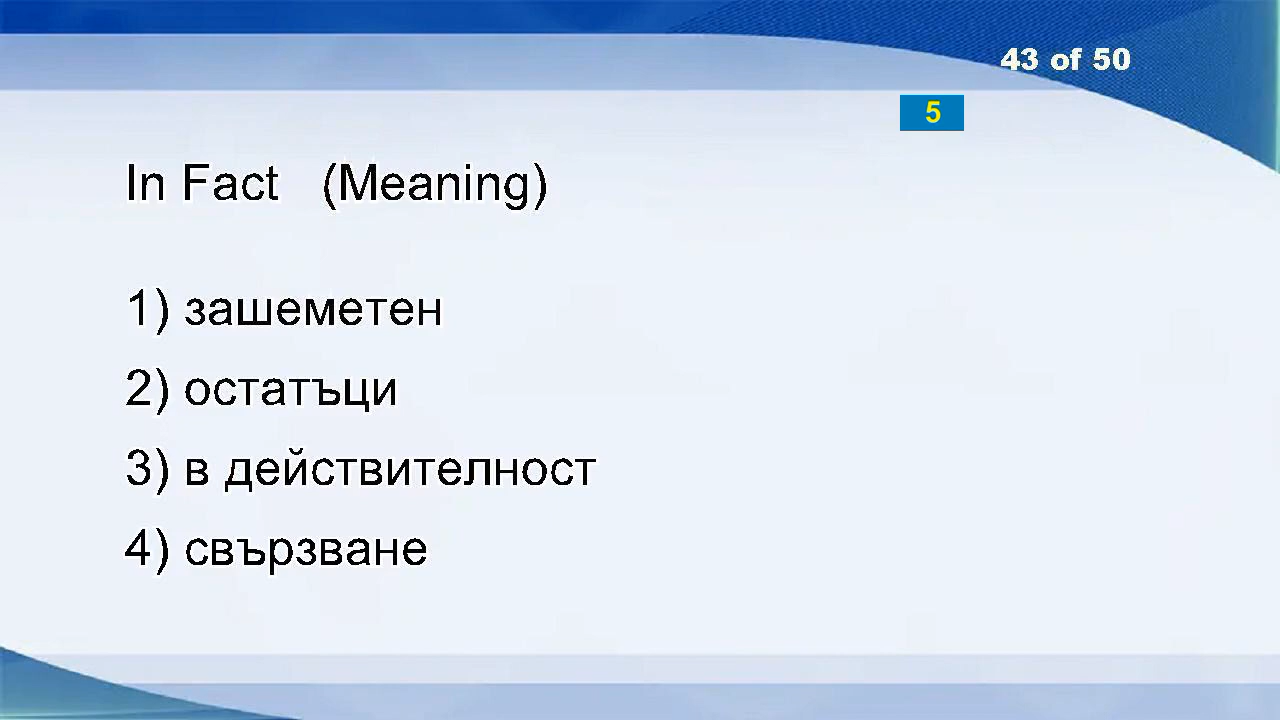 43 of 50
5
In Fact (Meaning)
1) зашеметен
2) остатъци
3) в действителност
4) свързване